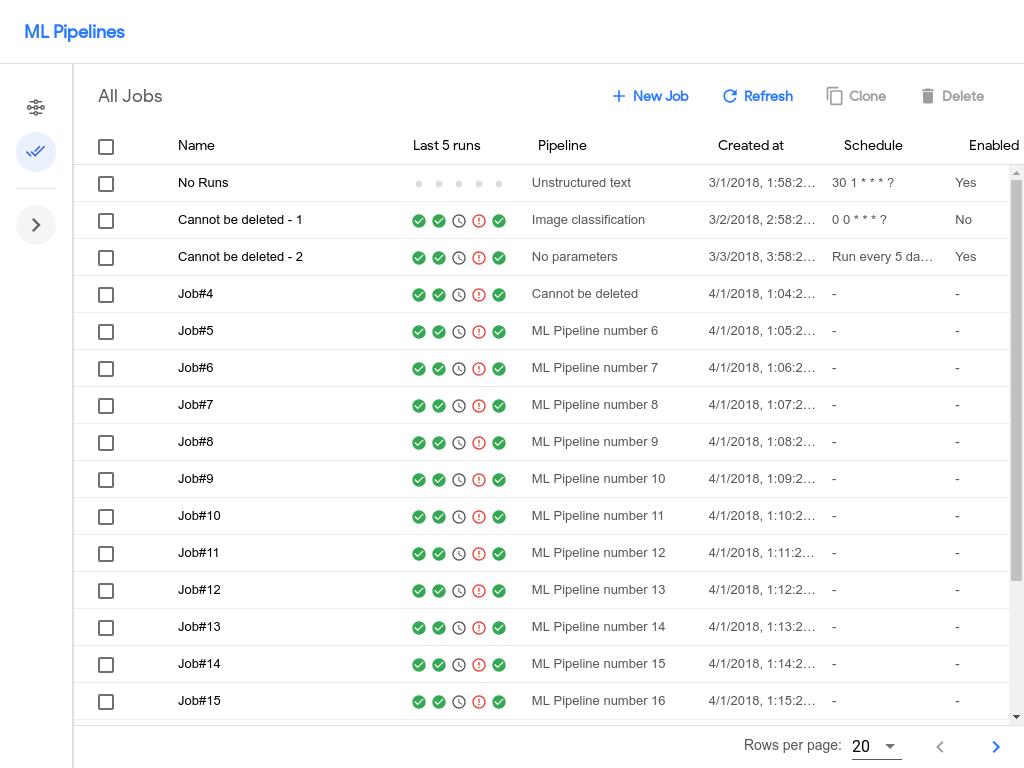 ML Pipelines
All Jobs
New Job
Refresh
Clone
Delete
Name Last 5 runs Pipeline Created at Schedule Enabled
No Runs Unstructured text 3/1/2018, 1:58:2... 30 1 * * * ? Yes
Cannot be deleted - 1 Image classification 3/2/2018, 2:58:2... 0 0 * * * ? No
Cannot be deleted - 2 No parameters 3/3/2018, 3:58:2... Run every 5 da... Yes
Job#4 Cannot be deleted 4/1/2018, 1:04:2... - -
Job#5 ML Pipeline number 6 4/1/2018, 1:05:2... - -
Job#6 ML Pipeline number 7 4/1/2018, 1:06:2... - -
Job#7 ML Pipeline number 8 4/1/2018, 1:07:2... - -
Job#8 ML Pipeline number 9 4/1/2018, 1:08:2... - -
Job#9 ML Pipeline number 10 4/1/2018, 1:09:2... - -
Job#10 ML Pipeline number 11 4/1/2018, 1:10:2... - -
Job#11 ML Pipeline number 12 4/1/2018, 1:11:2... - -
Job#12 ML Pipeline number 13 4/1/2018, 1:12:2... - -
Job#13 ML Pipeline number 14 4/1/2018, 1:13:2... - -
Job#14 ML Pipeline number 15 4/1/2018, 1:14:2... - -
Job#15 ML Pipeline number 16 4/1/2018, 1:15:2... - -
Rows per page: 20